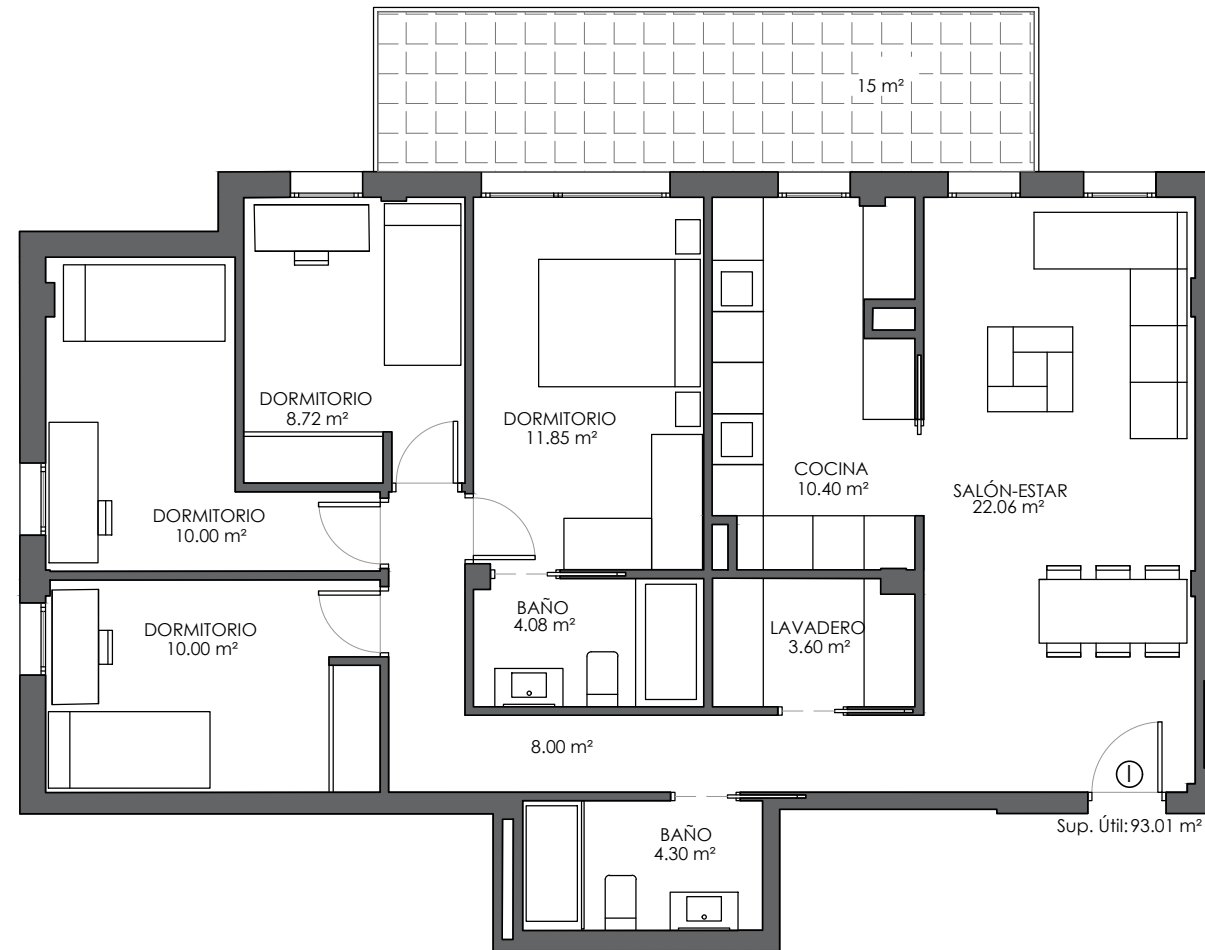 15 m²
DORMITORIO
8.72 m²
DORMITORIO
11.85 m²
COCINA
10.40 m²
SALÓN-ESTAR
22.06 m²
DORMITORIO
10.00 m²
BAÑO
4.08 m²
LAVADERO
3.60 m²
DORMITORIO
10.00 m²
8.00 m²
I
Sup. Útil:93.01 m²
BAÑO
4.30 m²